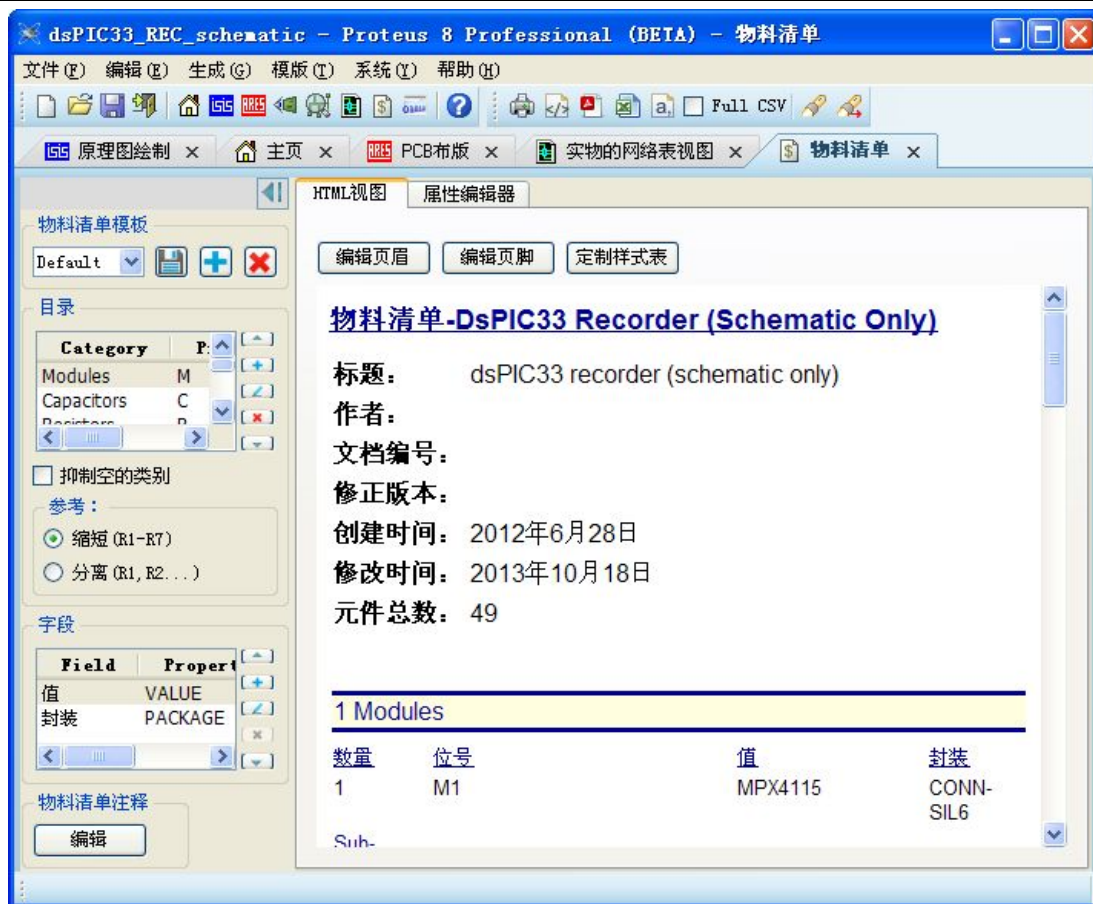 dsPIC33_REC_schematic - Proteus 8 Professional (BETA) - 物料清单
文件(F) 编辑(E) 生成(G) 模版(T) 系统(Y) 帮助(H)
Full CSV
原理图绘制 主页 PCB布版 实物的网络表视图 物料清单
HTML视图 属性编辑器
物料清单模板
Default
编辑页眉 编辑页脚 定制样式表
目录
Category
Modules M
Capacitors C
抑制空的类别
参考：
缩短(R1-R7)
分离(R1,R2...)
字段
Field Propert
值 VALUE
封装 PACKAGE
物料清单注释
编辑
物料清单-DsPIC33 Recorder (Schematic Only)
标题： dsPIC33 recorder (schematic only)
作者：
文档编号：
修正版本：
创建时间： 2012年6月28日
修改时间： 2013年10月18日
元件总数： 49
1 Modules
数量 位号 值 封装
1 M1 MPX4115 CONN-
SIL6
Sub-